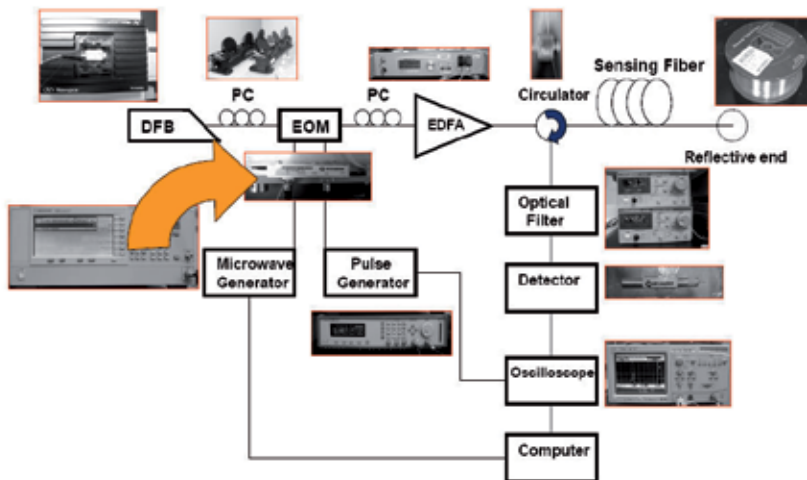 Sensing Fiber
PC
PC
Circulator
DFB
EOM
EDFA
Reflective end
Optical
Filter
Microwave
Generator
Pulse
Generator
Detector
Oscilloscope
Computer